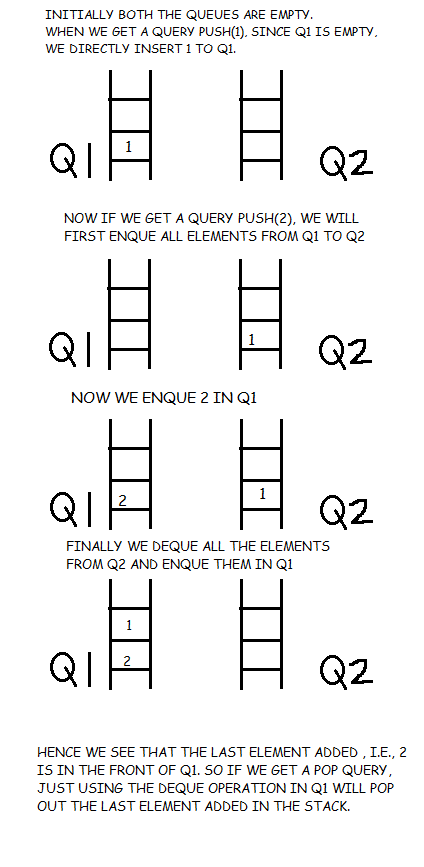 INITIALLY BOTH THE QUEUES ARE EMPTY.
WHEN WE GET A QUERY PUSH(1), SINCE Q1 IS EMPTY,
WE DIRECTLY INSERT 1 TO Q1.
Q1 1 Q2
NOW IF WE GET A QUERY PUSH(2), WE WILL
FIRST ENQUE ALL ELEMENTS FROM Q1 TO Q2
Q1 1 Q2
NOW WE ENQUE 2 IN Q1
Q1 2 1 Q2
FINALLY WE DEQUE ALL THE ELEMENTS
FROM Q2 AND ENQUE THEM IN Q1
1
Q1 2 Q2
HENCE WE SEE THAT THE LAST ELEMENT ADDED , I.E., 2
IS IN THE FRONT OF Q1. SO IF WE GET A POP QUERY,
JUST USING THE DEQUE OPERATION IN Q1 WILL POP
OUT THE LAST ELEMENT ADDED IN THE STACK.